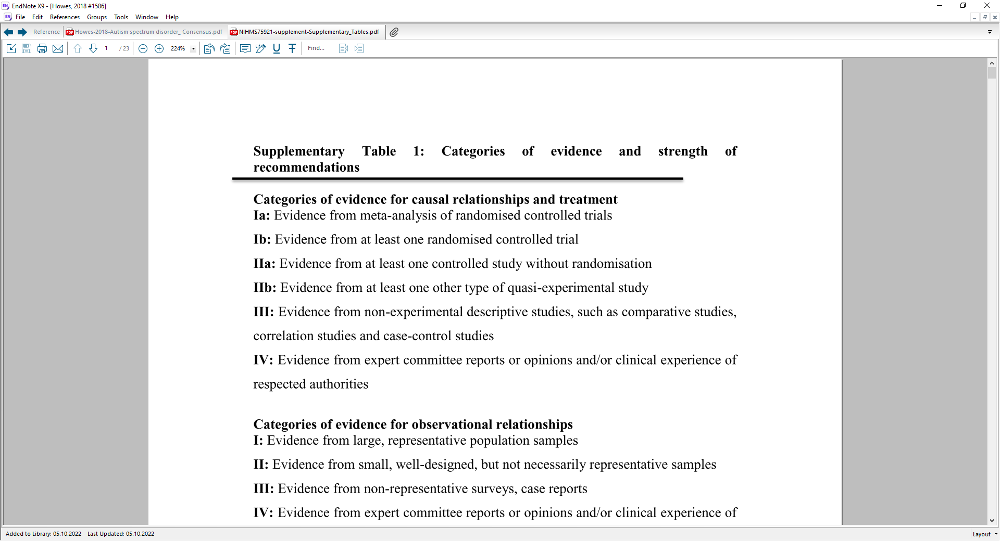 EndNote X9 - [Howes, 2018 #1586]
File Edit References Groups Tools Window Help
Reference Howes-2018-Autism spectrum disorder_ Consensus.pdf NIHMS75921-supplement-Supplementary_Tables.pdf
1 / 23 224% Find...
Supplementary Table 1: Categories of evidence and strength of
recommendations
Categories of evidence for causal relationships and treatment
Ia: Evidence from meta-analysis of randomised controlled trials
Ib: Evidence from at least one randomised controlled trial
IIa: Evidence from at least one controlled study without randomisation
IIb: Evidence from at least one other type of quasi-experimental study
III: Evidence from non-experimental descriptive studies, such as comparative studies,
correlation studies and case-control studies
IV: Evidence from expert committee reports or opinions and/or clinical experience of
respected authorities
Categories of evidence for observational relationships
I: Evidence from large, representative population samples
II: Evidence from small, well-designed, but not necessarily representative samples
III: Evidence from non-representative surveys, case reports
IV: Evidence from expert committee reports or opinions and/or clinical experience of
Added to Library: 05.10.2022 Last Updated: 05.10.2022 Layout